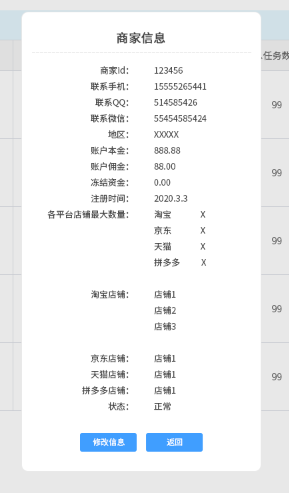 商家信息
.任务数
商家Id: 123456
联系手机: 15555265441
联系QQ: 514585426
联系微信: 55454585424
地区: XXXXX
账户本金: 888.88
账户佣金: 88.00
冻结资金: 0.00
注册时间: 2020.3.3
各平台店铺最大数量: 淘宝 X
京东 X
天猫 X
拼多多 X
淘宝店铺: 店铺1
店铺2
店铺3
京东店铺: 店铺1
天猫店铺: 店铺1
拼多多店铺: 店铺1
状态: 正常
修改信息 返回
99
99
99
99
99